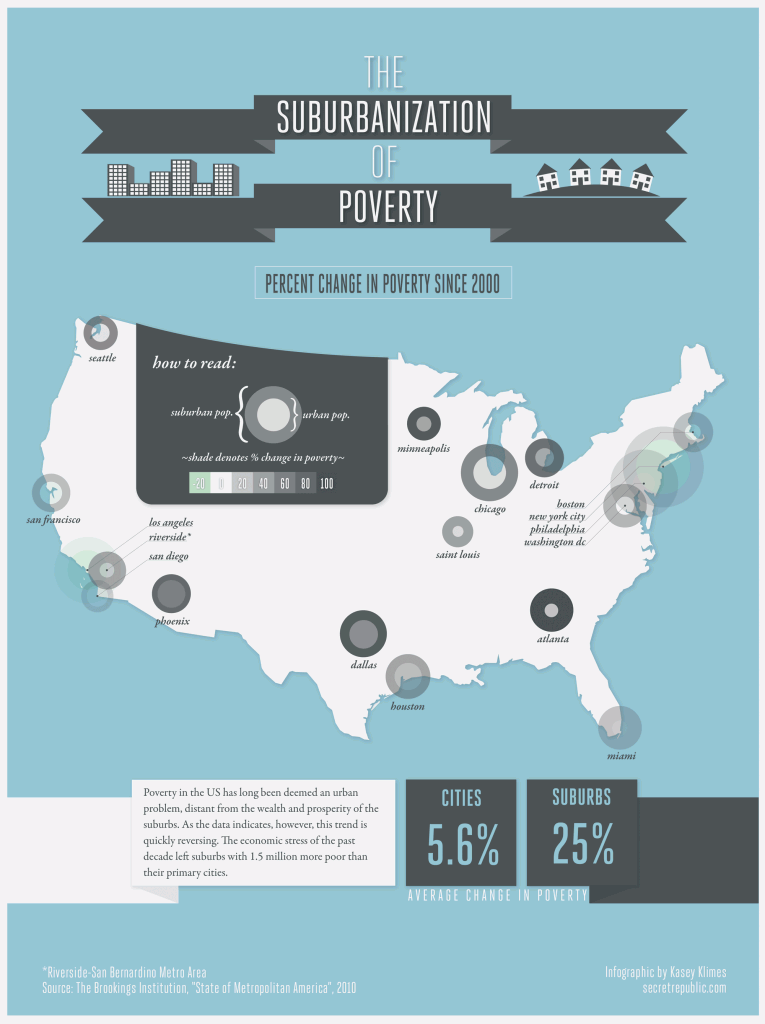 THE
SUBURBANIZATION
OF
POVERTY
PERCENT CHANGE IN POVERTY SINCE 2000
seattle
how to read:
suburban pop.
urban pop.
~shade denotes % change in poverty~
-20 0 20 40 60 80 100
minneapolis
detroit
chicago
saint louis
boston
new york city
philadelphia
washington dc
san francisco
los angeles
riverside*
san diego
phoenix
dallas
houston
atlanta
miami
Poverty in the US has long been deemed an urban
problem, distant from the wealth and prosperity of the
suburbs. As the data indicates, however, this trend is
quickly reversing. The economic stress of the past
decade left suburbs with 1.5 million more poor than
their primary cities.
CITIES
5.6%
SUBURBS
25%
AVERAGE CHANGE IN POVERTY
*Riverside-San Bernardino Metro Area
Source: The Brookings Institution, "State of Metropolitan America", 2010
Infographic by Kasey Klimes
secretrepublic.com